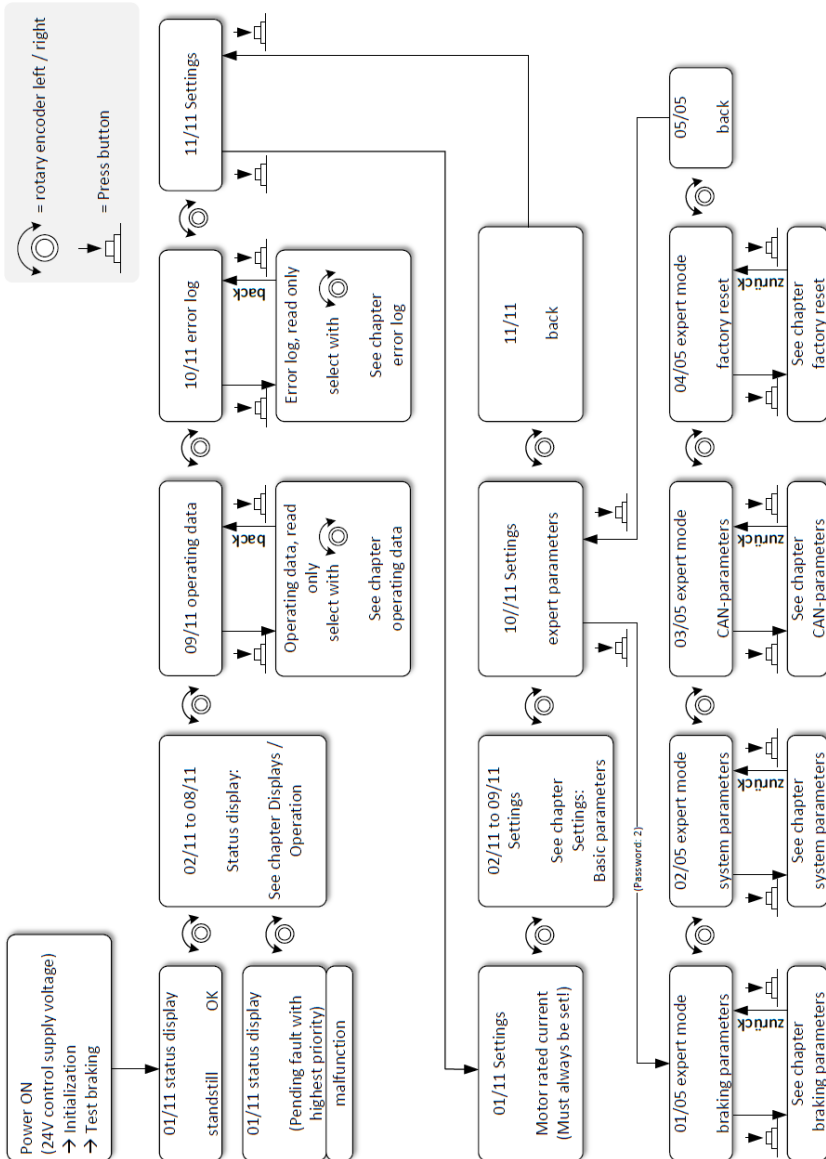 = rotary encoder left / right
= Press button
Power ON
(24V control supply voltage)
→ Initialization
→ Test braking
01/11 status display
standstill OK
01/11 status display
(Pending fault with
highest priority)
malfunction
02/11 to 08/11
Status display:
See chapter Displays /
Operation
09/11 operating data
back
Operating data, read
only
select with
See chapter
operating data
10/11 error log
back
Error log, read only
select with
See chapter
error log
11/11 Settings
01/11 Settings
Motor rated current
(Must always be set!)
02/11 to 09/11
Settings
See chapter
Settings:
Basic parameters
10//11 Settings
expert parameters
11/11
back
(Password: 2)
01/05 expert mode
braking parameters
zurück
See chapter
braking parameters
02/05 expert mode
system parameters
zurück
See chapter
system parameters
03/05 expert mode
CAN-parameters
zurück
See chapter
CAN-parameters
04/05 expert mode
factory reset
zurück
See chapter
factory reset
05/05
back